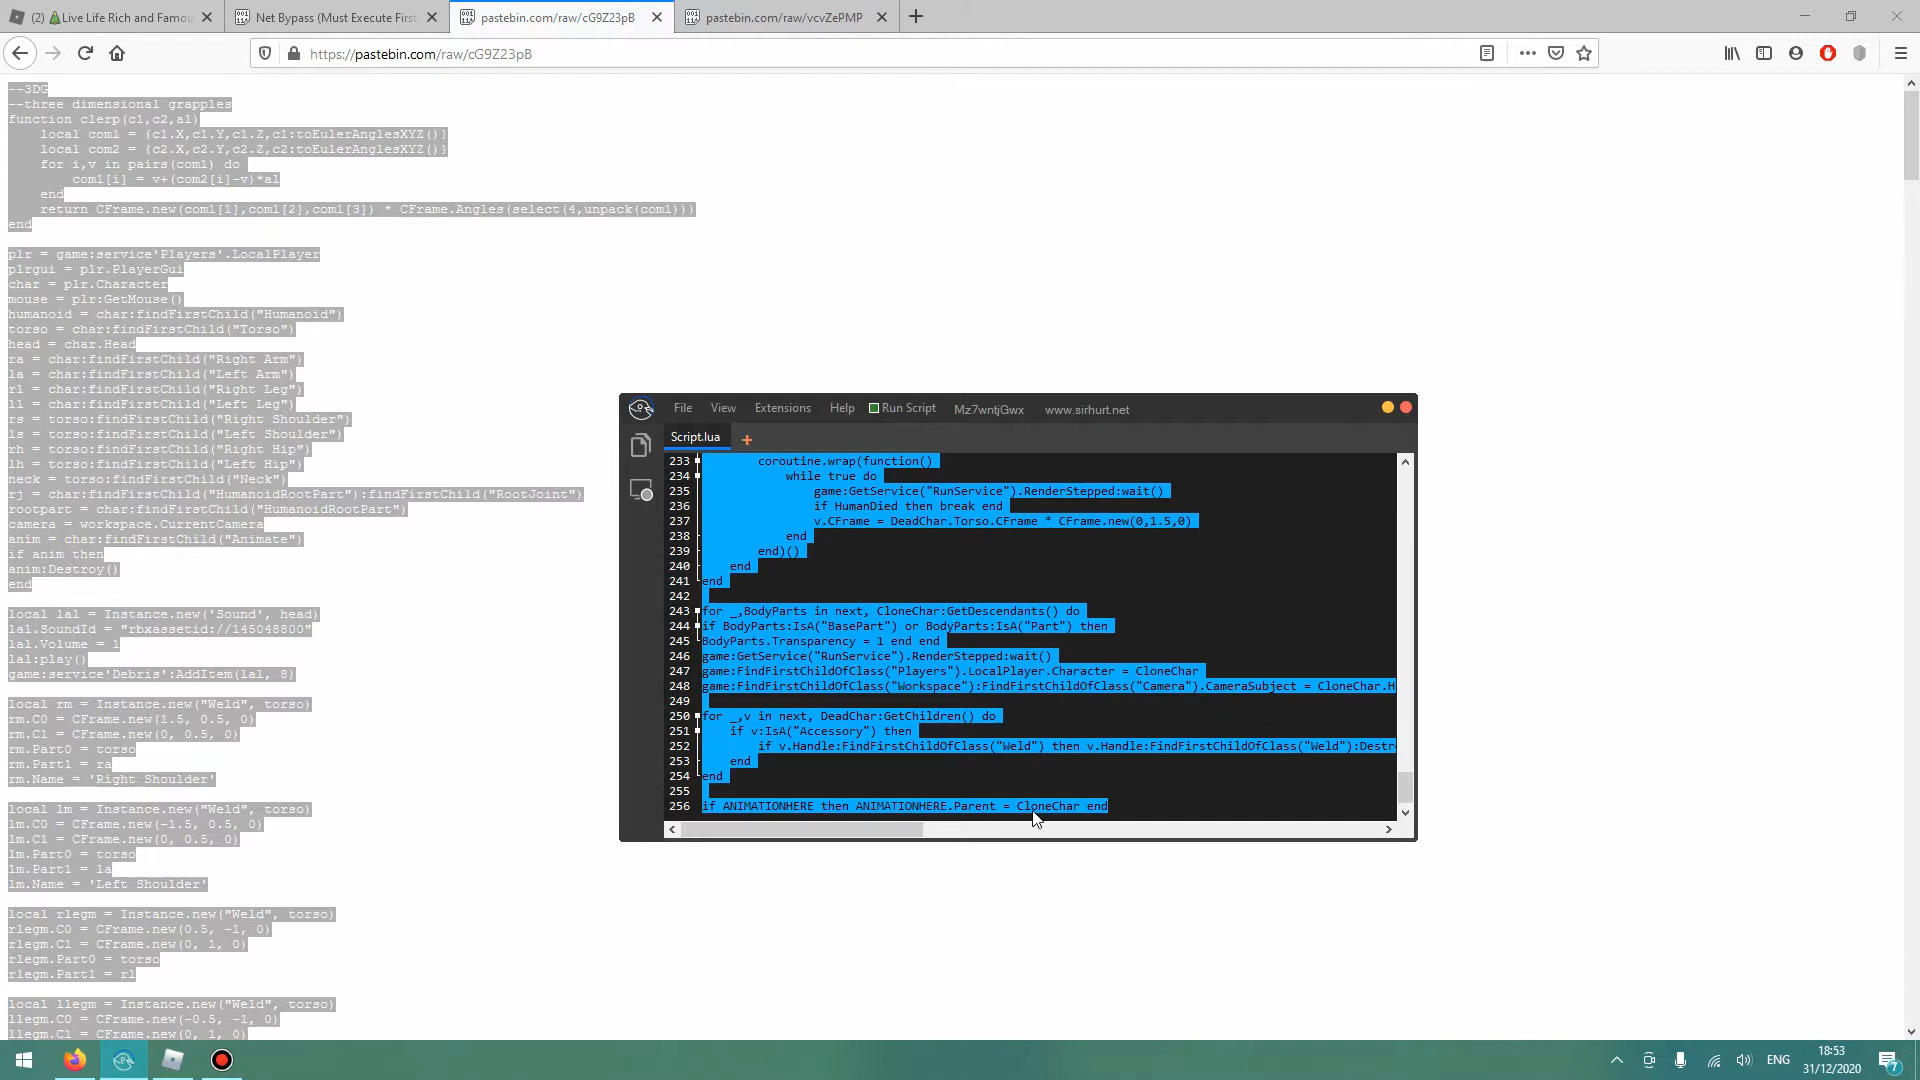 (2) 🎄Live Life Rich and Famou
Net Bypass (Must Execute First
pastebin.com/raw/cG9Z23pB
pastebin.com/raw/vcvZePMP
https://pastebin.com/raw/cG9Z23pB
--3DG
--three dimensional grapples
function clerp(c1,c2,al)
    local com1 = {c1.X,c1.Y,c1.Z,c1:toEulerAnglesXYZ()}
    local com2 = {c2.X,c2.Y,c2.Z,c2:toEulerAnglesXYZ()}
    for i,v in pairs(com1) do
        com1[i] = v+(com2[i]-v)*al
    end
    return CFrame.new(com1[1],com1[2],com1[3]) * CFrame.Angles(select(4,unpack(com1)))
end
plr = game:service'Players'.LocalPlayer
plrgui = plr.PlayerGui
char = plr.Character
mouse = plr:GetMouse()
humanoid = char:findFirstChild("Humanoid")
torso = char:findFirstChild("Torso")
head = char.Head
ra = char:findFirstChild("Right Arm")
la = char:findFirstChild("Left Arm")
rl = char:findFirstChild("Right Leg")
ll = char:findFirstChild("Left Leg")
rs = torso:findFirstChild("Right Shoulder")
ls = torso:findFirstChild("Left Shoulder")
rh = torso:findFirstChild("Right Hip")
lh = torso:findFirstChild("Left Hip")
neck = torso:findFirstChild("Neck")
rj = char:findFirstChild("HumanoidRootPart"):findFirstChild("RootJoint")
rootpart = char:findFirstChild("HumanoidRootPart")
camera = workspace.CurrentCamera
anim = char:findFirstChild("Animate")
if anim then
anim:Destroy()
end
local lal = Instance.new('Sound', head)
lal.SoundId = "rbxassetid://145048800"
lal.Volume = 1
lal:play()
game:service'Debris':AddItem(lal, 8)
local rm = Instance.new("Weld", torso)
rm.C0 = CFrame.new(1.5, 0.5, 0)
rm.C1 = CFrame.new(0, 0.5, 0)
rm.Part0 = torso
rm.Part1 = ra
rm.Name = 'Right Shoulder'
local lm = Instance.new("Weld", torso)
lm.C0 = CFrame.new(-1.5, 0.5, 0)
lm.C1 = CFrame.new(0, 0.5, 0)
lm.Part0 = torso
lm.Part1 = la
lm.Name = 'Left Shoulder'
local rlegm = Instance.new("Weld", torso)
rlegm.C0 = CFrame.new(0.5, -1, 0)
rlegm.C1 = CFrame.new(0, 1, 0)
rlegm.Part0 = torso
rlegm.Part1 = rl
local llegm = Instance.new("Weld", torso)
llegm.C0 = CFrame.new(-0.5, -1, 0)
llegm.C1 = CFrame.new(0, 1, 0)
File View Extensions Help Run Script Mz7wntjGwx www.sirhurt.net
Script.lua
233 coroutine.wrap(function()
234 while true do
235 game:GetService("RunService").RenderStepped:wait()
236 if HumanDied then break end
237 v.CFrame = DeadChar.Torso.CFrame * CFrame.new(0,1.5,0)
238 end
239 end)()
240 end
241 end
242
243 for _,BodyParts in next, CloneChar:GetDescendants() do
244 if BodyParts:IsA("BasePart") or BodyParts:IsA("Part") then
245 BodyParts.Transparency = 1 end end
246 game:GetService("RunService").RenderStepped:wait()
247 game:FindFirstChildOfClass("Players").LocalPlayer.Character = CloneChar
248 game:FindFirstChildOfClass("Workspace"):FindFirstChildOfClass("Camera").CameraSubject = CloneChar.H
249
250 for _,v in next, DeadChar:GetChildren() do
251 if v:IsA("Accessory") then
252 if v.Handle:FindFirstChildOfClass("Weld") then v.Handle:FindFirstChildOfClass("Weld"):Destr
253 end
254 end
255
256 if ANIMATIONHERE then ANIMATIONHERE.Parent = CloneChar end
ENG
18:53
31/12/2020
7